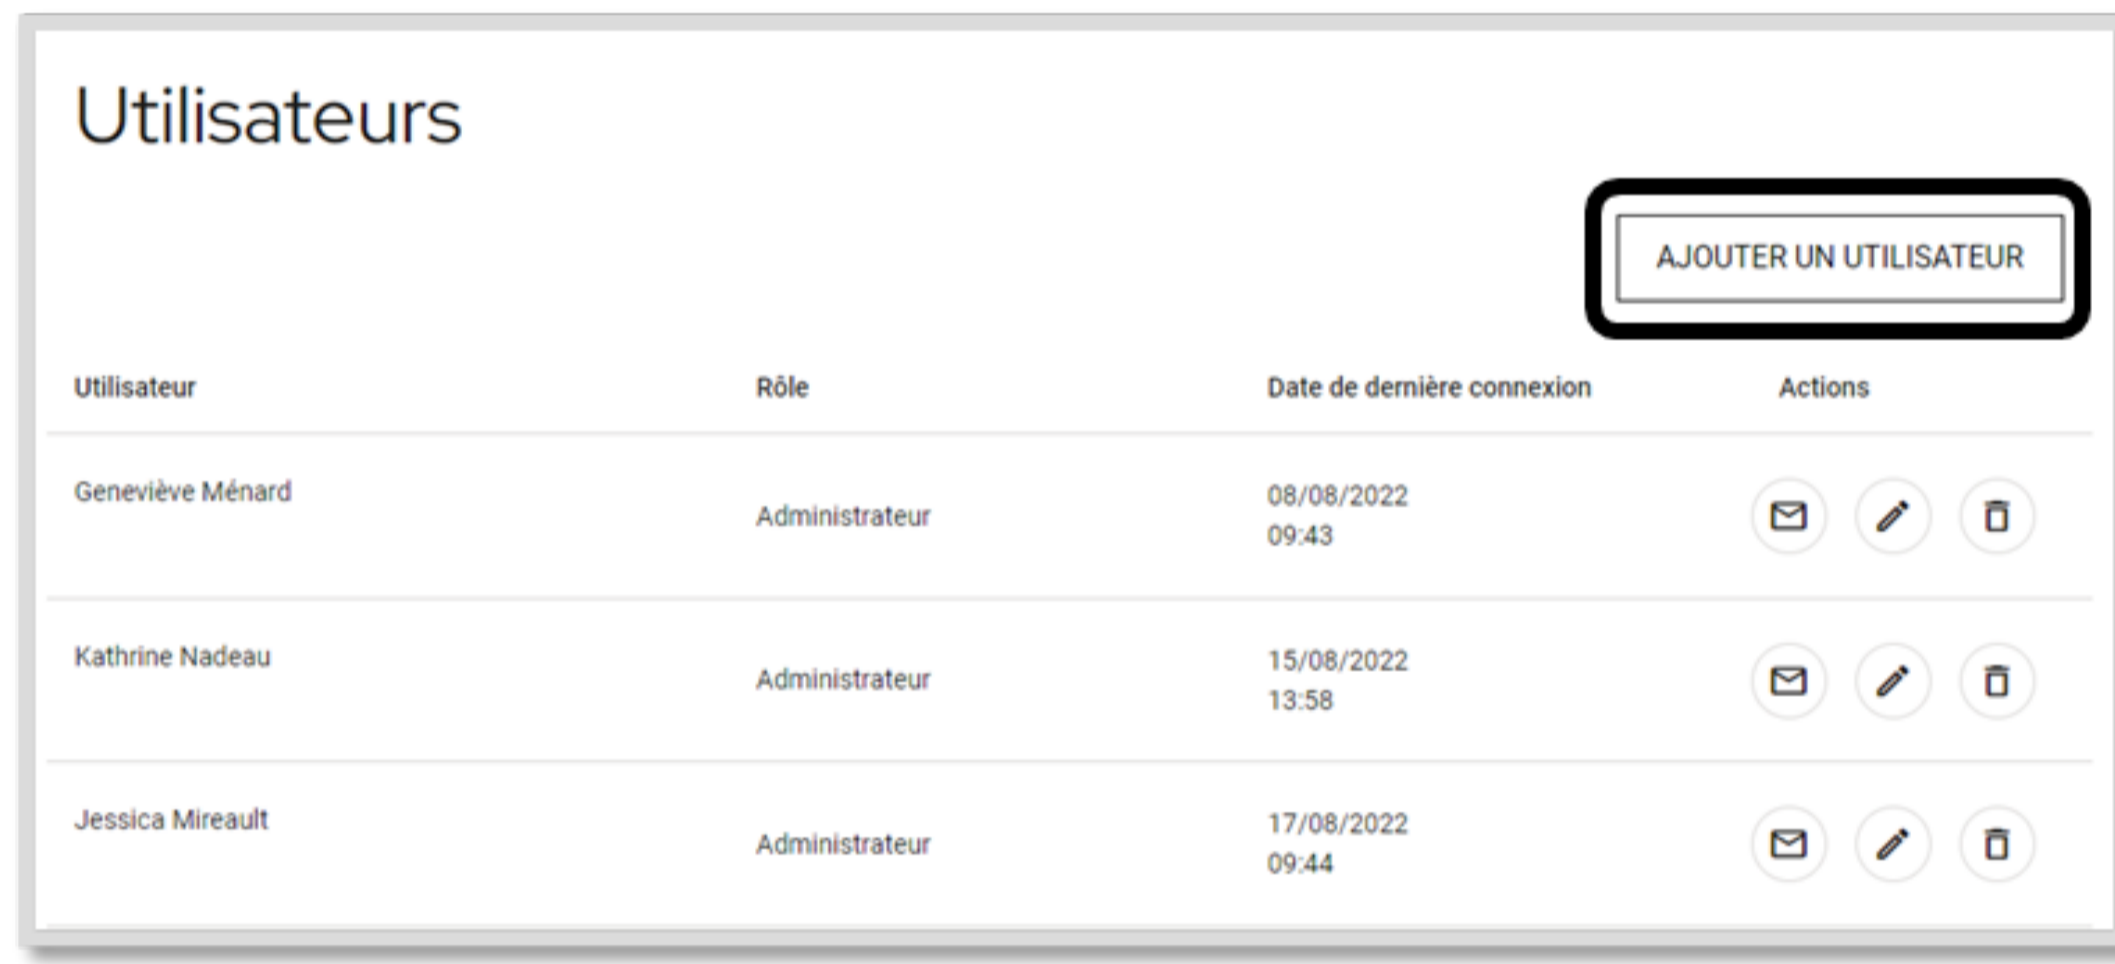 Utilisateurs
AJOUTER UN UTILISATEUR
Utilisateur Rôle Date de dernière connexion Actions
Geneviève Ménard Administrateur 08/08/2022
09:43
Kathrine Nadeau Administrateur 15/08/2022
13:58
Jessica Mireault Administrateur 17/08/2022
09:44